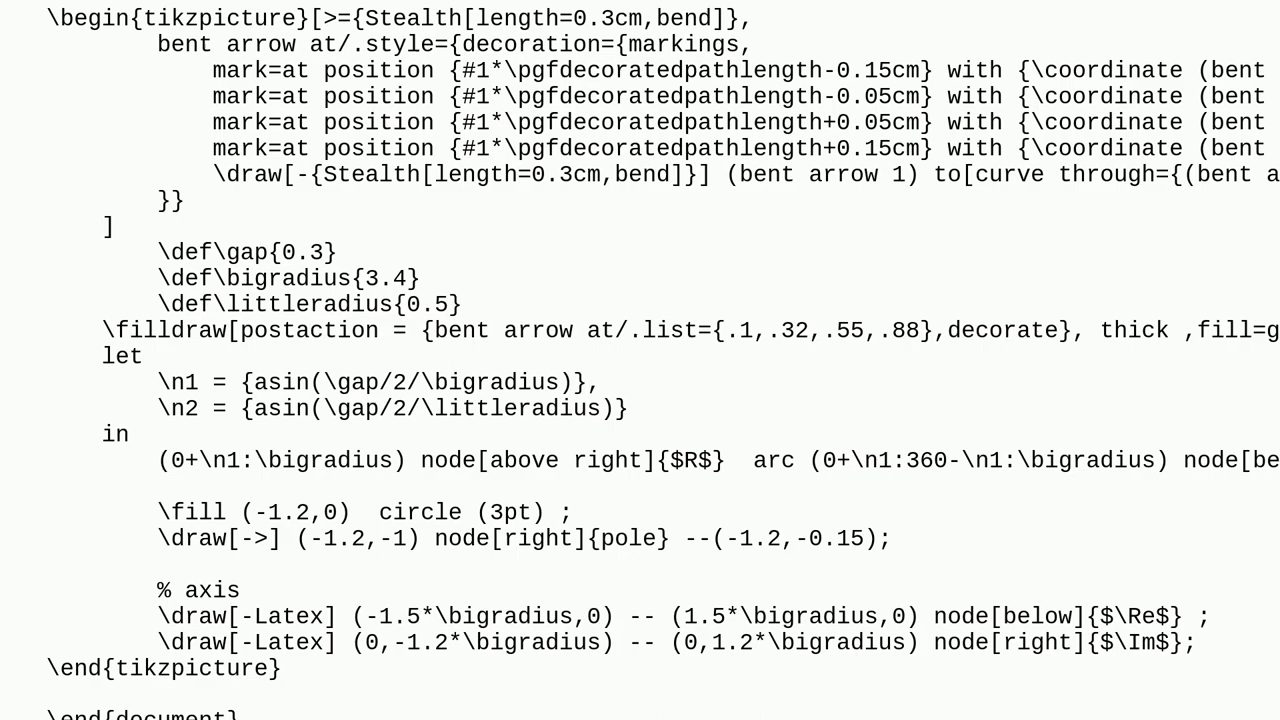 \begin{tikzpicture}[>={Stealth[length=0.3cm,bend]},
bent arrow at/.style={decoration={markings,
mark=at position {#1*\pgfdecoratedpathlength-0.15cm} with {\coordinate (bent
mark=at position {#1*\pgfdecoratedpathlength-0.05cm} with {\coordinate (bent
mark=at position {#1*\pgfdecoratedpathlength+0.05cm} with {\coordinate (bent
mark=at position {#1*\pgfdecoratedpathlength+0.15cm} with {\coordinate (bent
\draw[-{Stealth[length=0.3cm,bend]}] (bent arrow 1) to[curve through={(bent a
}}
]
\def\gap{0.3}
\def\bigradius{3.4}
\def\littleradius{0.5}
\filldraw[postaction = {bent arrow at/.list={.1,.32,.55,.88},decorate}, thick ,fill=g
let
\n1 = {asin(\gap/2/\bigradius)},
\n2 = {asin(\gap/2/\littleradius)}
in
(0+\n1:\bigradius) node[above right]{$R$}  arc (0+\n1:360-\n1:\bigradius) node[be
\fill (-1.2,0)  circle (3pt) ;
\draw[->] (-1.2,-1) node[right]{pole} --(-1.2,-0.15);
% axis
\draw[-Latex] (-1.5*\bigradius,0) -- (1.5*\bigradius,0) node[below]{$\Re$} ;
\draw[-Latex] (0,-1.2*\bigradius) -- (0,1.2*\bigradius) node[right]{$\Im$};
\end{tikzpicture}
\end{document}